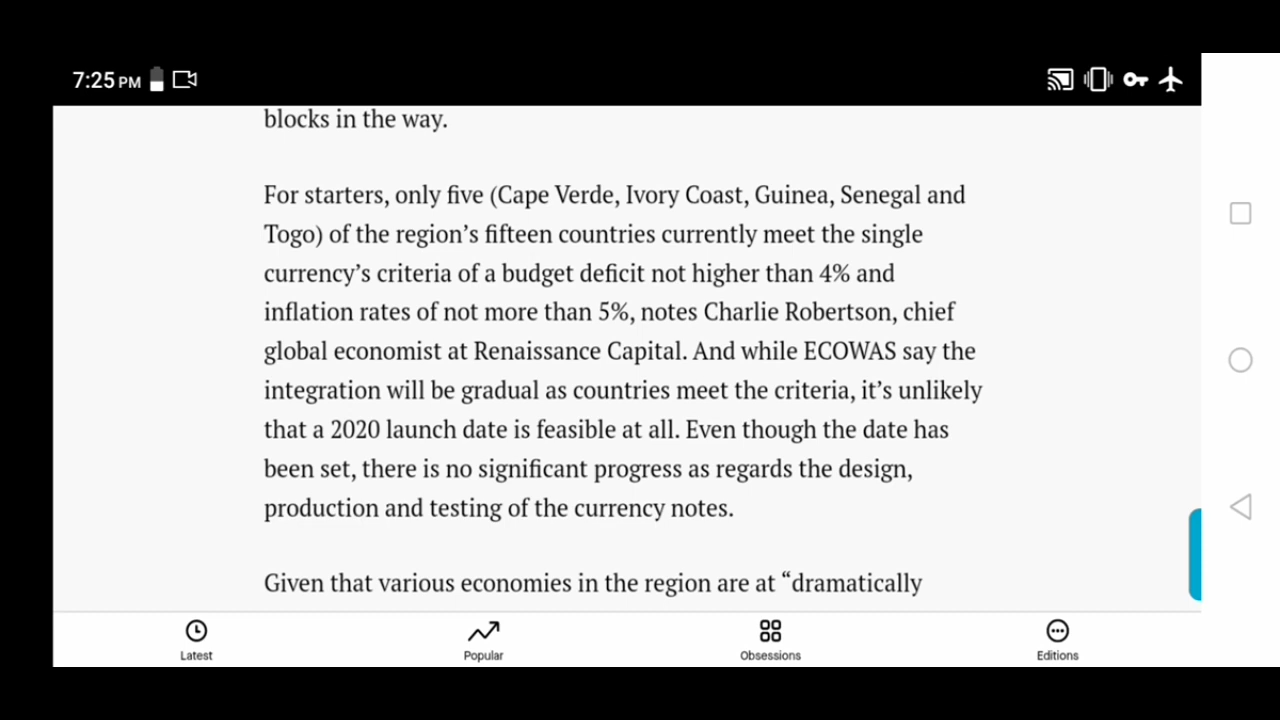 7:25 PM
blocks in the way.
For starters, only five (Cape Verde, Ivory Coast, Guinea, Senegal and
Togo) of the region’s fifteen countries currently meet the single
currency’s criteria of a budget deficit not higher than 4% and
inflation rates of not more than 5%, notes Charlie Robertson, chief
global economist at Renaissance Capital. And while ECOWAS say the
integration will be gradual as countries meet the criteria, it’s unlikely
that a 2020 launch date is feasible at all. Even though the date has
been set, there is no significant progress as regards the design,
production and testing of the currency notes.
Given that various economies in the region are at “dramatically
Latest Popular Obsessions Editions